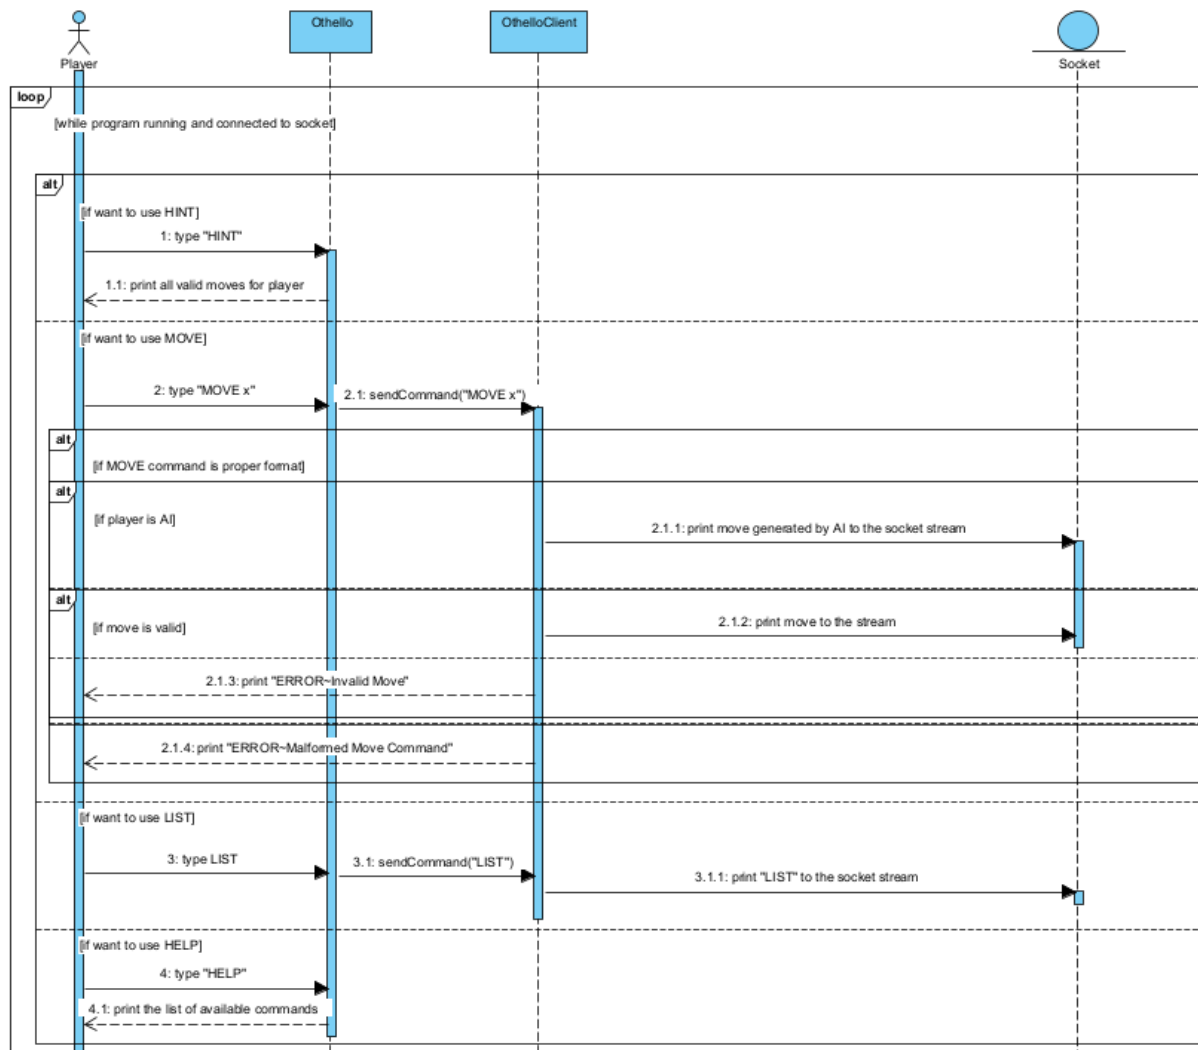 Othello
OthelloClient
Player
Socket
loop
[while program running and connected to socket]
alt
[if want to use HINT]
1: type "HINT"
1.1: print all valid moves for player
[if want to use MOVE]
2: type "MOVE x"
2.1: sendCommand("MOVE x")
alt
[if MOVE command is proper format]
alt
[if player is AI]
2.1.1: print move generated by AI to the socket stream
alt
[if move is valid]
2.1.2: print move to the stream
2.1.3: print "ERROR~Invalid Move"
2.1.4: print "ERROR~Malformed Move Command"
[if want to use LIST]
3: type LIST
3.1: sendCommand("LIST")
3.1.1: print "LIST" to the socket stream
[if want to use HELP]
4: type "HELP"
4.1: print the list of available commands